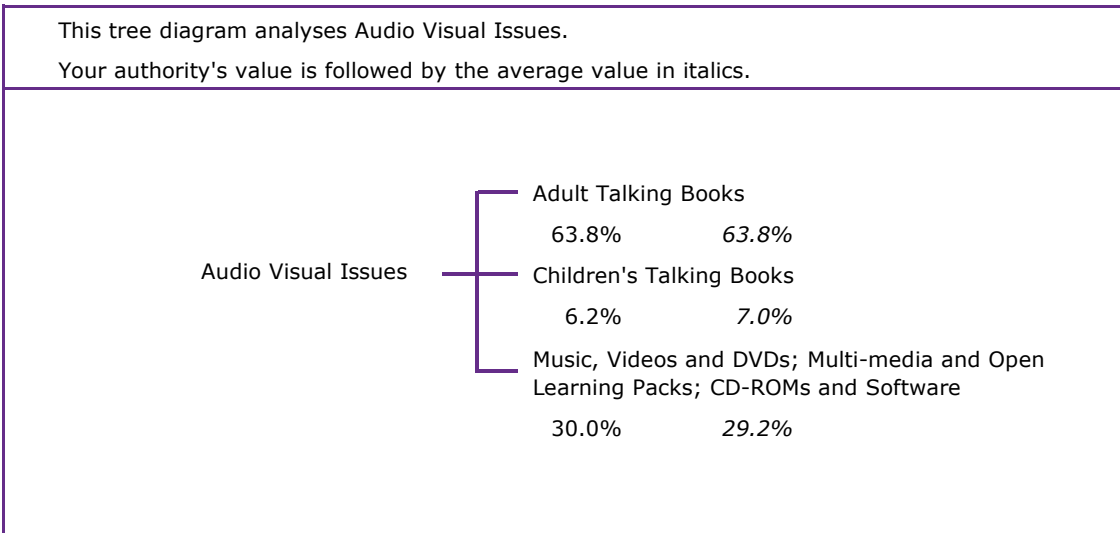 This tree diagram analyses Audio Visual Issues.
Your authority's value is followed by the average value in italics.
Adult Talking Books
63.8% 63.8%
Audio Visual Issues
Children's Talking Books
6.2% 7.0%
Music, Videos and DVDs; Multi-media and Open
Learning Packs; CD-ROMs and Software
30.0% 29.2%